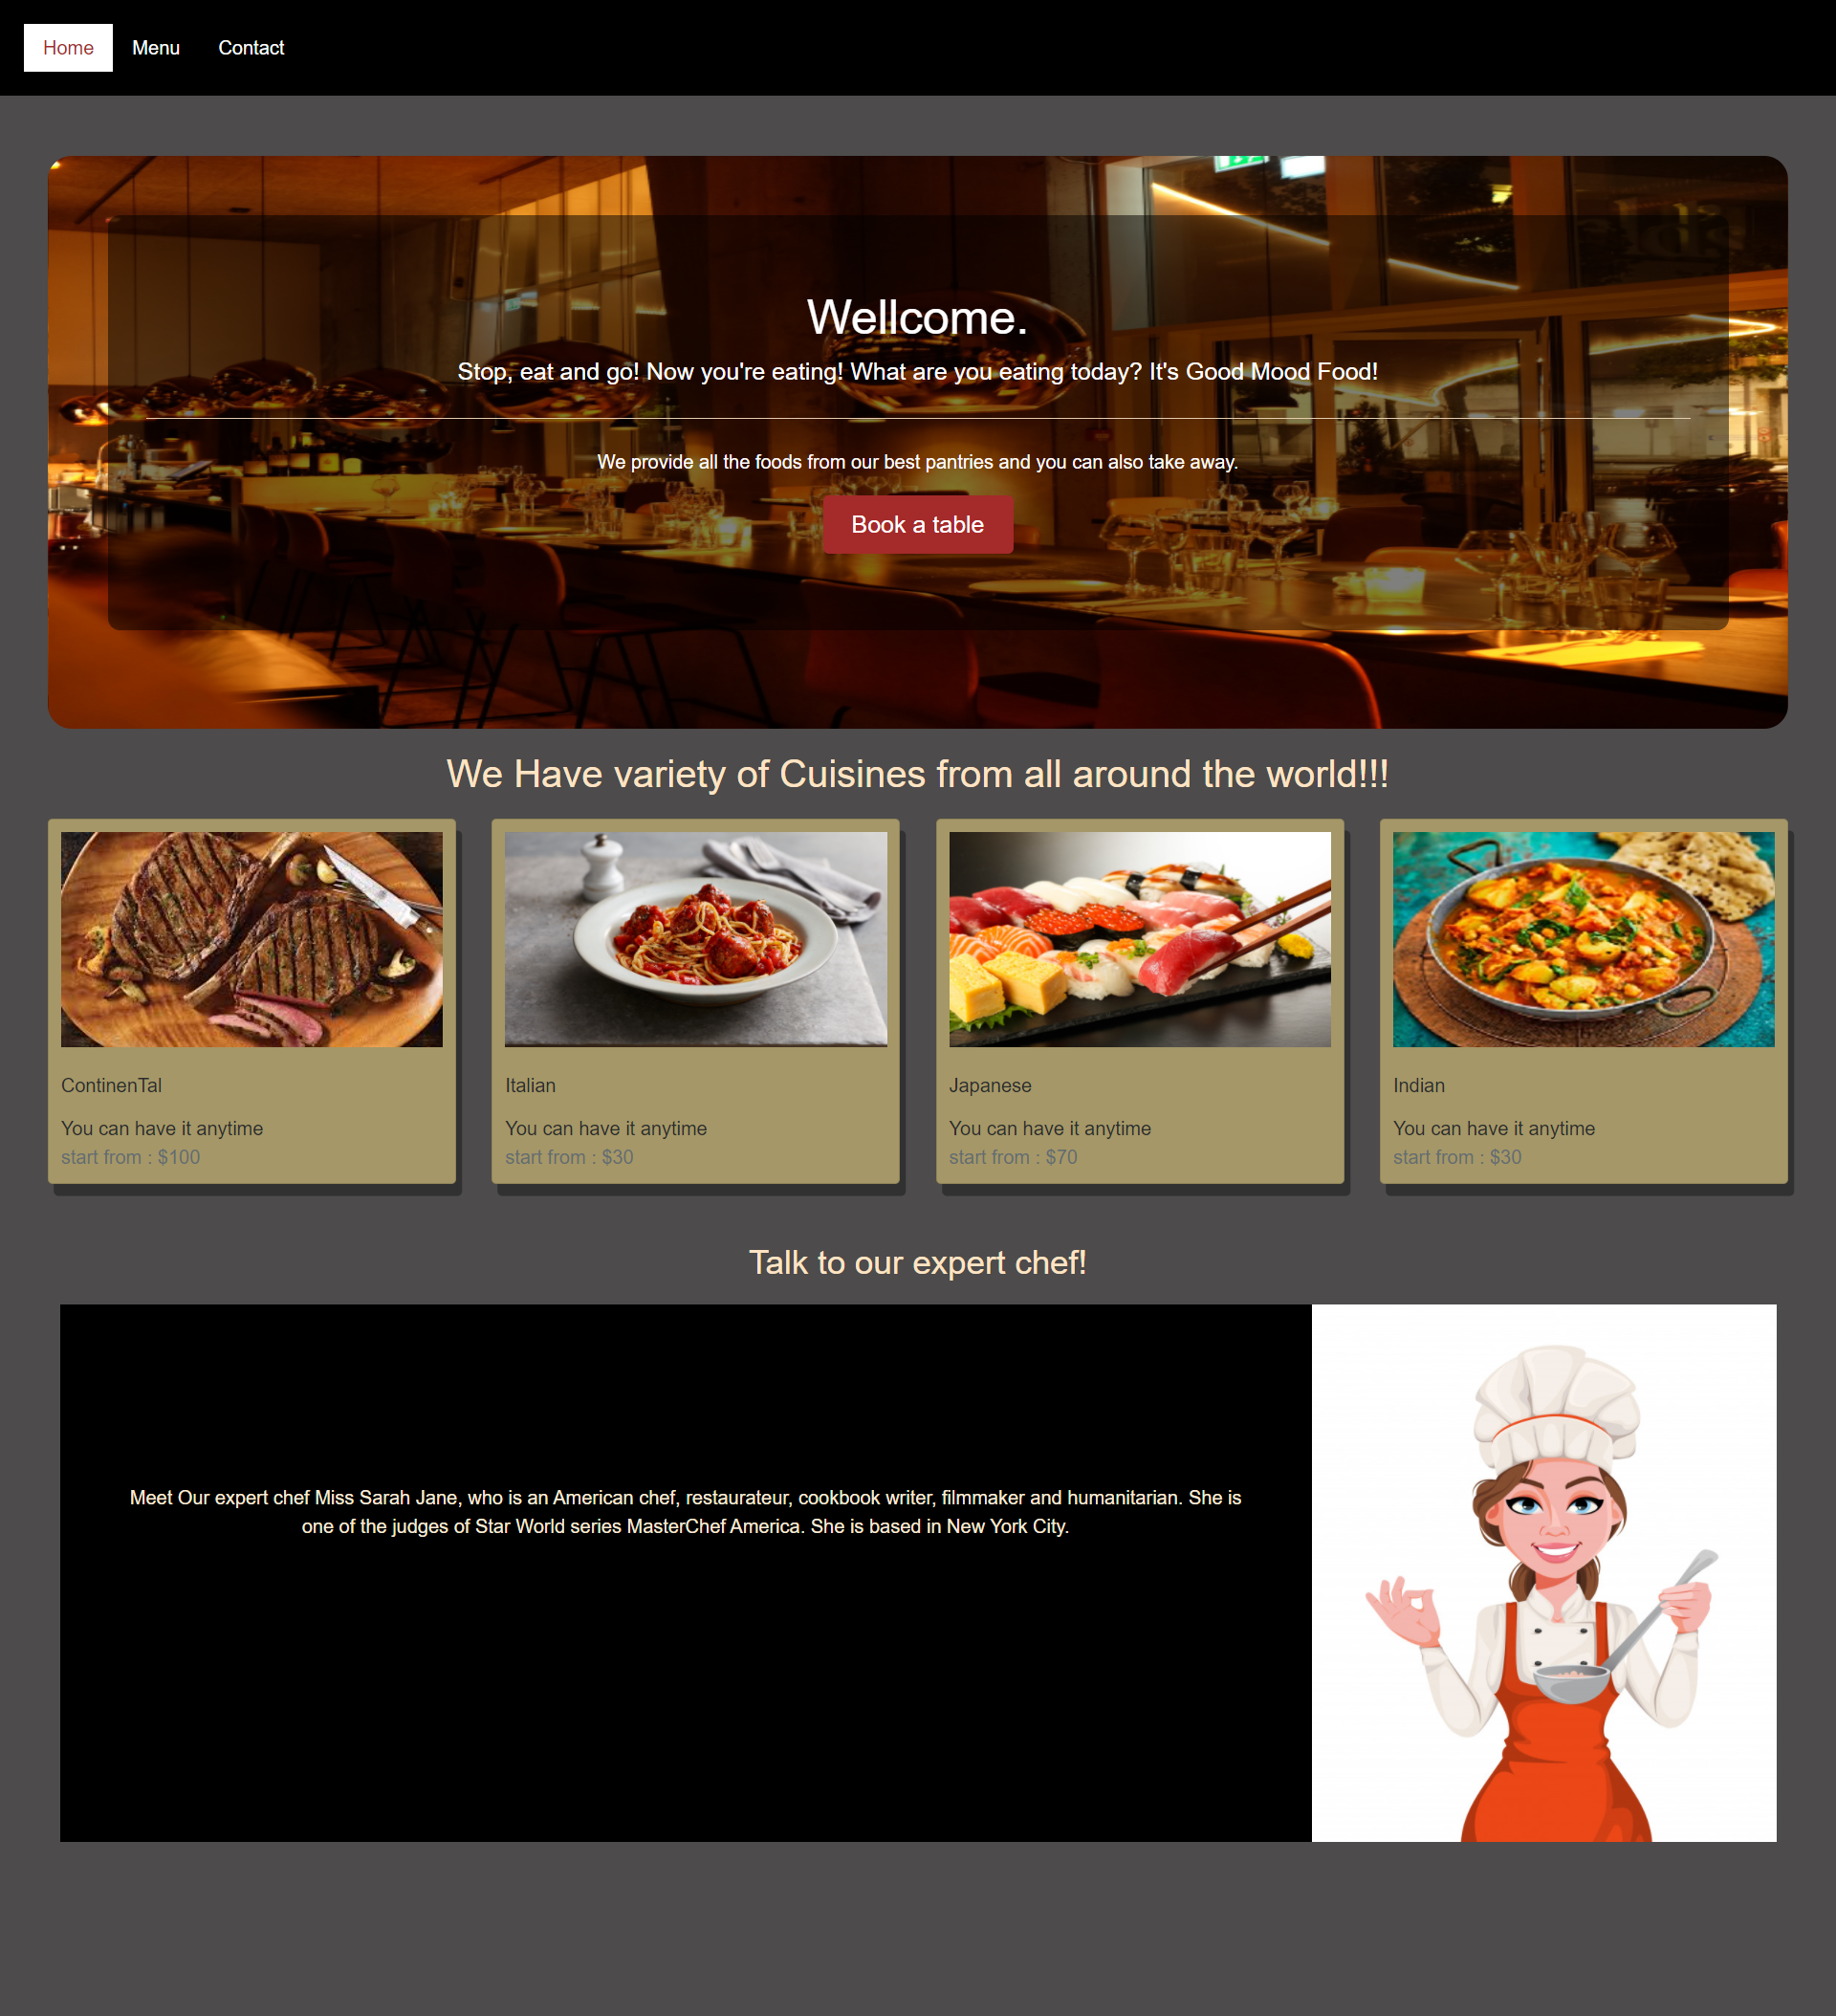 Home Menu Contact
Wellcome.
Stop, eat and go! Now you're eating! What are you eating today? It's Good Mood Food!
We provide all the foods from our best pantries and you can also take away.
Book a table
We Have variety of Cuisines from all around the world!!!
ContinenTal
You can have it anytime
start from : $100
Italian
You can have it anytime
start from : $30
Japanese
You can have it anytime
start from : $70
Indian
You can have it anytime
start from : $30
Talk to our expert chef!
Meet Our expert chef Miss Sarah Jane, who is an American chef, restaurateur, cookbook writer, filmmaker and humanitarian. She is
one of the judges of Star World series MasterChef America. She is based in New York City.